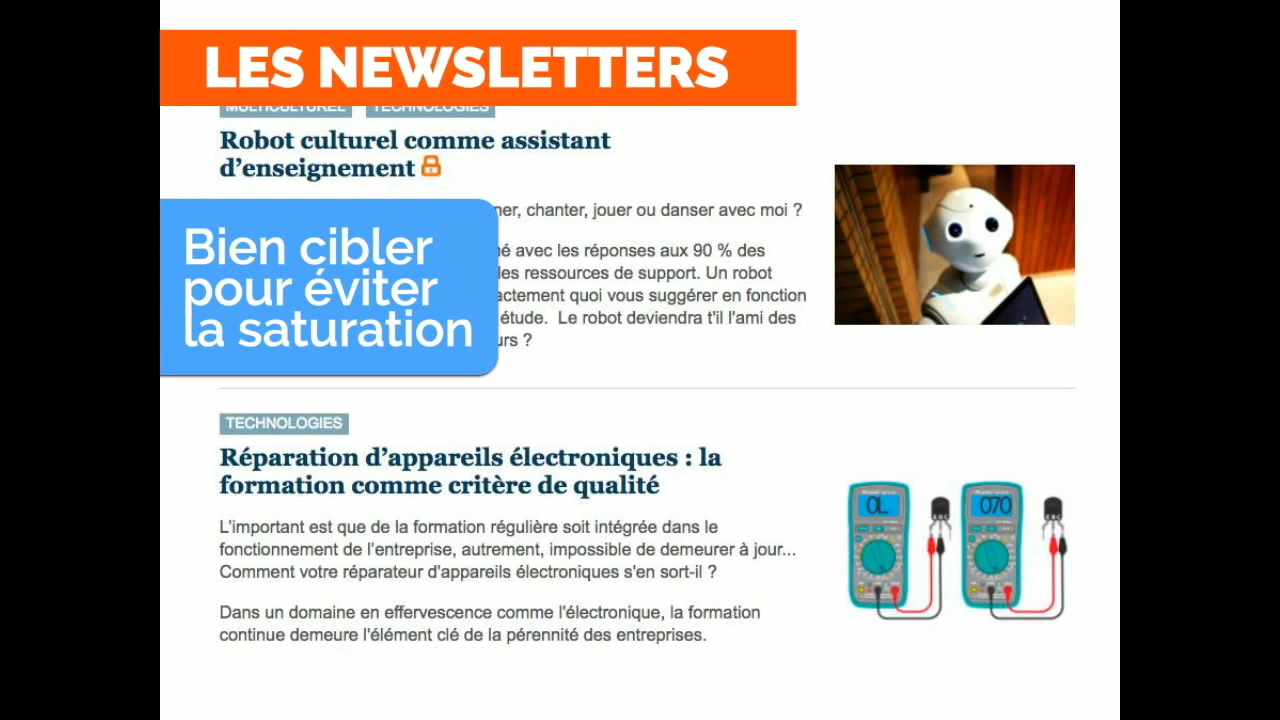 LES NEWSLETTERS
MULTICULTUREL TECHNOLOGIES
Robot culturel comme assistant
d’enseignement
ner, chanter, jouer ou danser avec moi ?
Bien cibler
pour éviter
la saturation
é avec les réponses aux 90 % des
les ressources de support. Un robot
actement quoi vous suggérer en fonction
étude. Le robot deviendra t'il l'ami des
urs ?
TECHNOLOGIES
Réparation d’appareils électroniques : la
formation comme critère de qualité
L'important est que de la formation régulière soit intégrée dans le
fonctionnement de l'entreprise, autrement, impossible de demeurer à jour...
Comment votre réparateur d'appareils électroniques s'en sort-il ?
Dans un domaine en effervescence comme l'électronique, la formation
continue demeure l'élément clé de la pérennité des entreprises.
0L
070